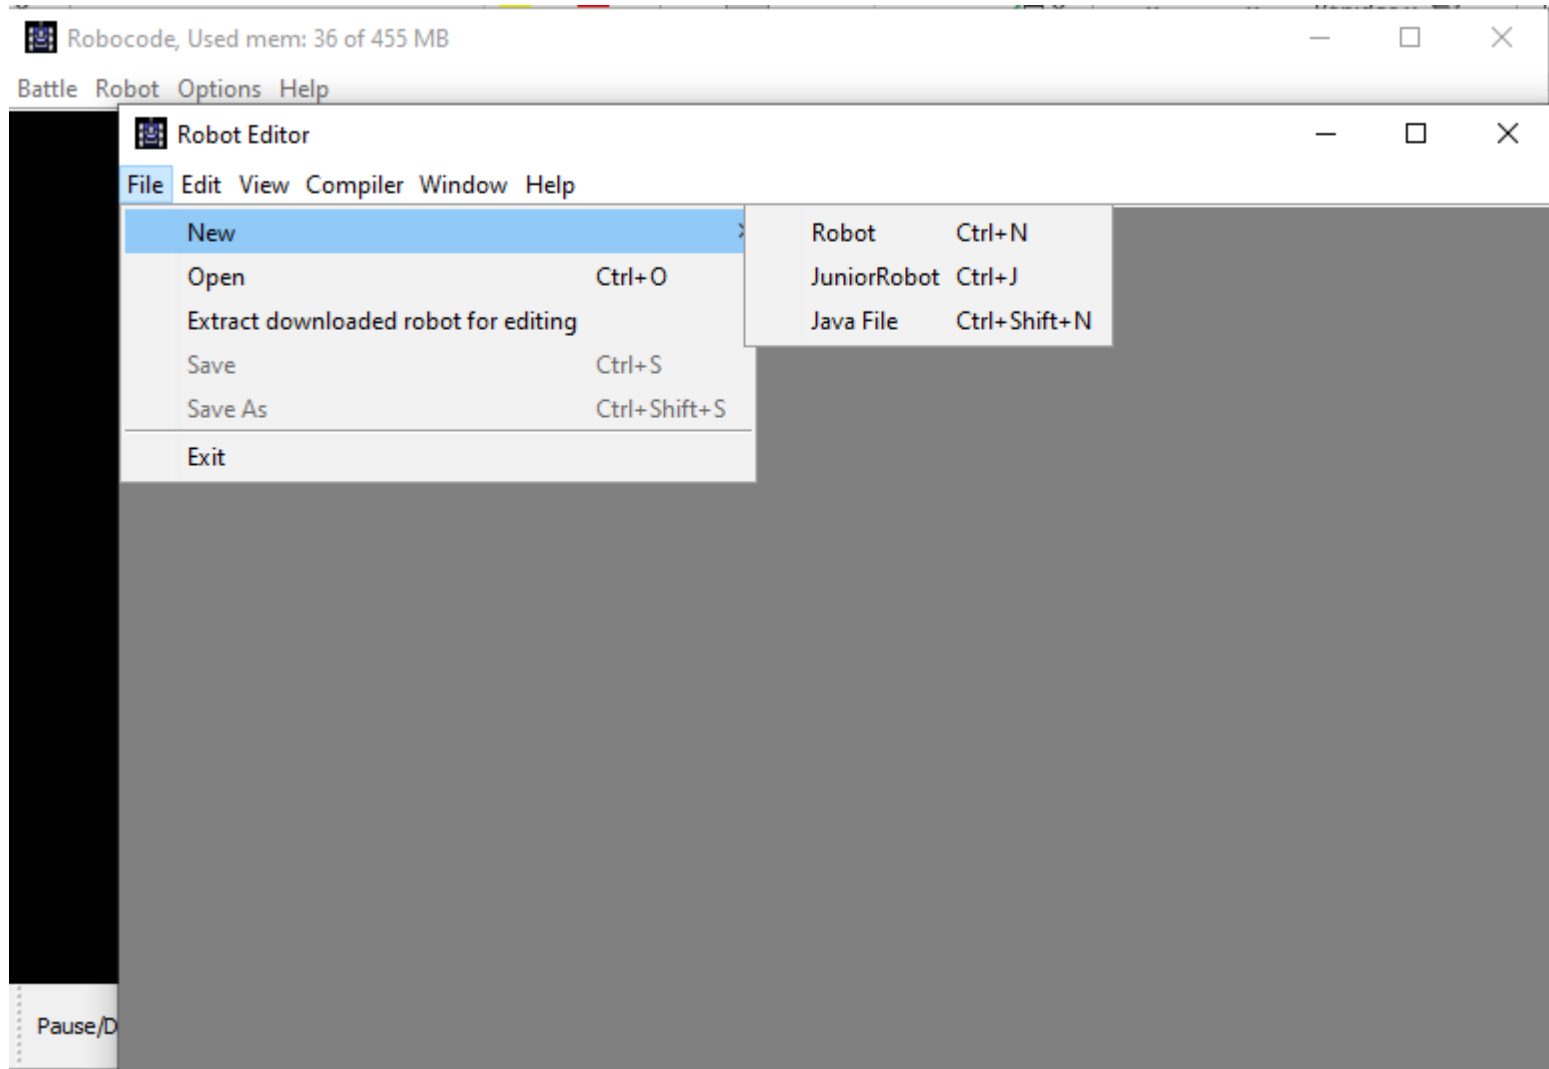 Robocode, Used mem: 36 of 455 MB
Battle Robot Options Help
Robot Editor
File Edit View Compiler Window Help
New
Robot Ctrl+N
Open Ctrl+O
JuniorRobot Ctrl+J
Extract downloaded robot for editing
Java File Ctrl+Shift+N
Save Ctrl+S
Save As Ctrl+Shift+S
Exit
Pause/D